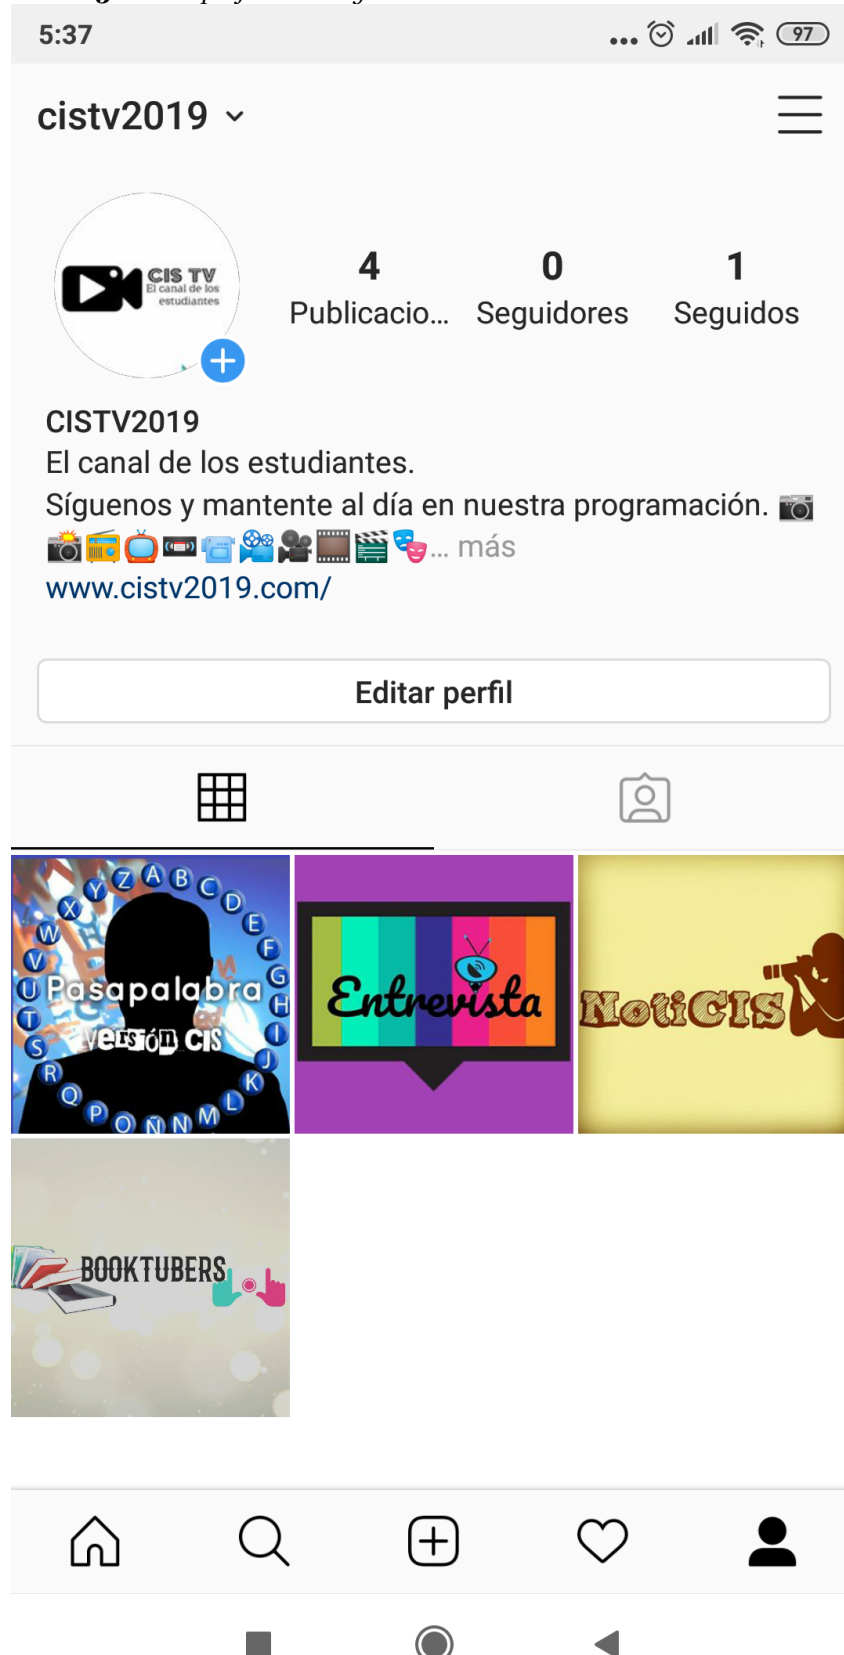 5:37
97
cistv2019
CIS TV
El canal de los
estudiantes
4
0
1
Publicacio...
Seguidores
Seguidos
CISTV2019
El canal de los estudiantes.
Síguenos y mantente al día en nuestra programación. 📷
📸📻📺📼📹📽🎥🎞🎬🎭... más
www.cistv2019.com/
Editar perfil
A B C D E F G H I J K L M N Ñ O P Q R S T U V W X Y Z
Pasapalabra
versión CIS
Entrevista
NotiCIS
BOOKTUBERS